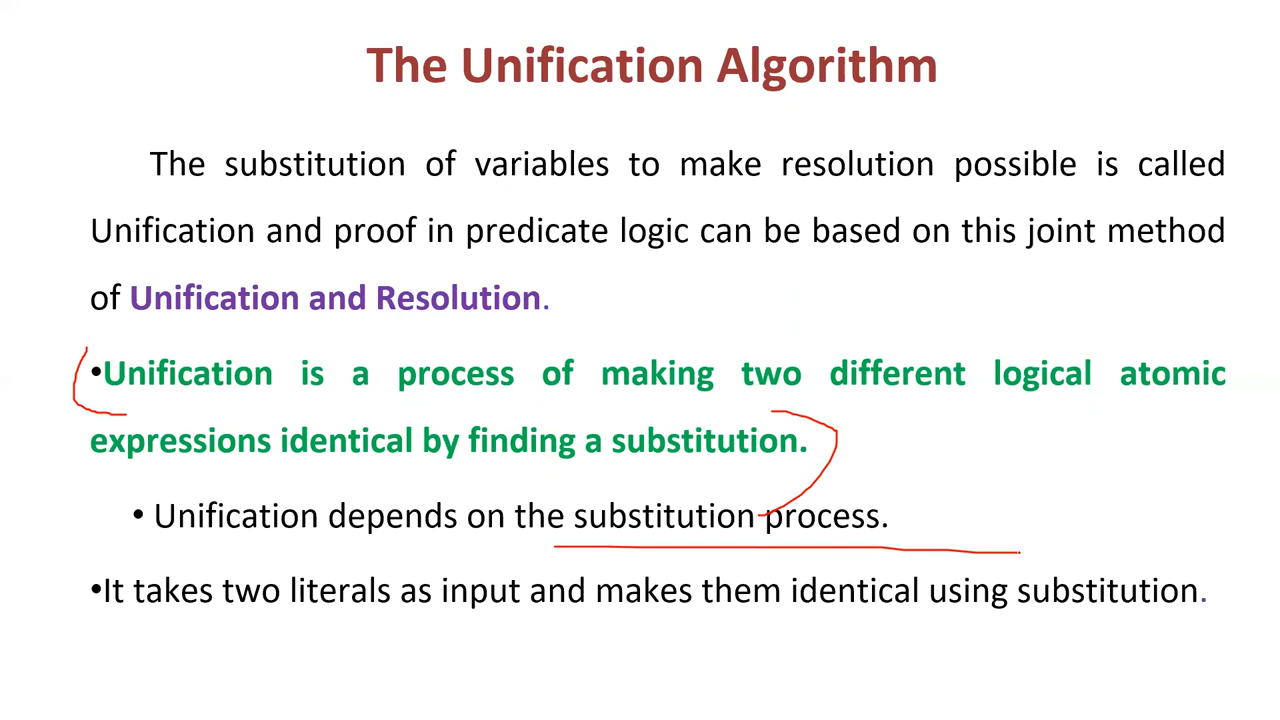 The Unification Algorithm
The substitution of variables to make resolution possible is called
Unification and proof in predicate logic can be based on this joint method
of Unification and Resolution.
•Unification is a process of making two different logical atomic
expressions identical by finding a substitution.
• Unification depends on the substitution process.
•It takes two literals as input and makes them identical using substitution.